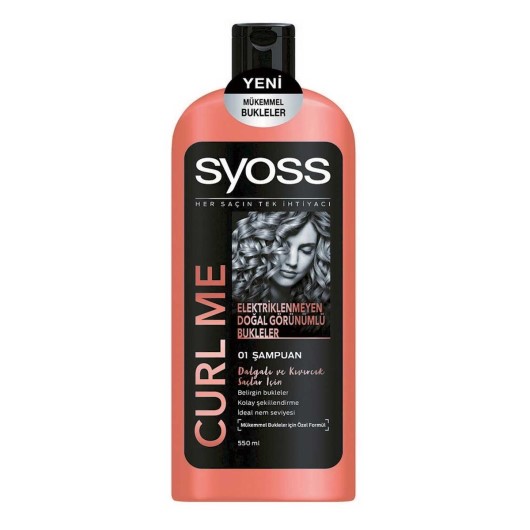 YENİ
MÜKEMMEL
BUKLELER
SYOSS
HER SAÇIN TEK İHTİYACI
CURL ME
ELEKTRİKLENMEYEN
DOĞAL GÖRÜNÜMLÜ
BUKLELER
01 ŞAMPUAN
Dalgalı ve Kıvırcık
Saçlar İçin
Belirgin bukleler
Kolay şekillendirme
İdeal nem seviyesi
Mükemmel Bukleler için Özel Formül
550 ml